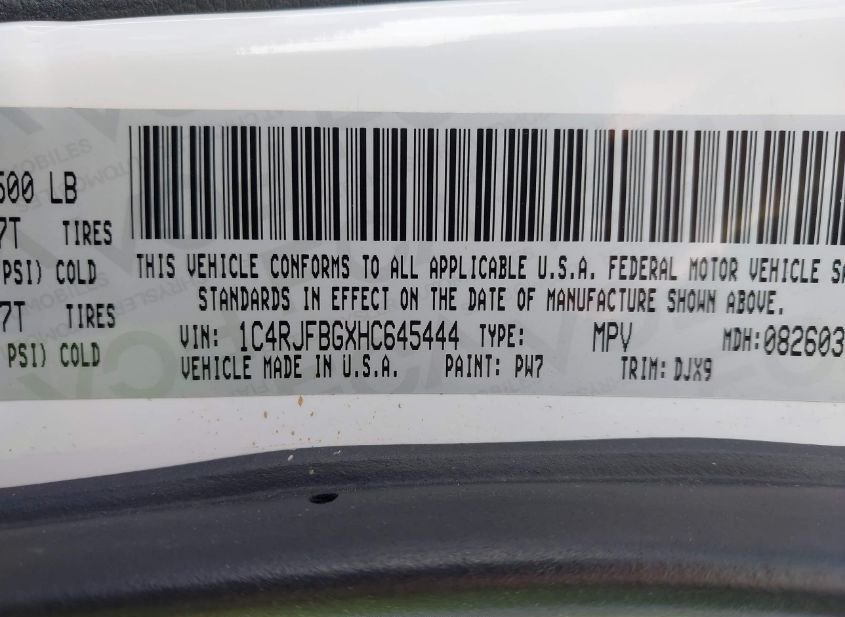 500 LB
7T TIRES
PSI) COLD
7T TIRES
PSI) COLD
THIS VEHICLE CONFORMS TO ALL APPLICABLE U.S.A. FEDERAL MOTOR VEHICLE SA
STANDARDS IN EFFECT ON THE DATE OF MANUFACTURE SHOWN ABOVE.
VIN: 1C4RJFBGXHC645444 TYPE: MPV MDH:082603
VEHICLE MADE IN U.S.A. PAINT: PW7 TRIM: DJX9